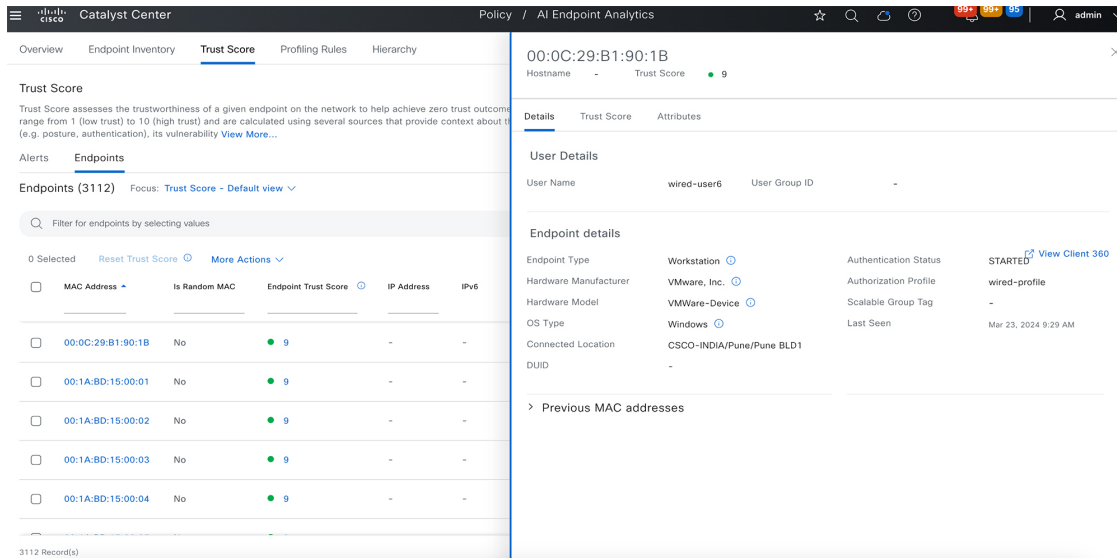 CISCO Catalyst Center
Policy / AI Endpoint Analytics
99+ 99+ 95
admin
Overview Endpoint Inventory Trust Score Profiling Rules Hierarchy
Trust Score
Trust Score assesses the trustworthiness of a given endpoint on the network to help achieve zero trust outcome
range from 1 (low trust) to 10 (high trust) and are calculated using several sources that provide context about th
(e.g. posture, authentication), its vulnerability View More...
Alerts Endpoints
Endpoints (3112) Focus: Trust Score - Default view
Filter for endpoints by selecting values
0 Selected Reset Trust Score More Actions
MAC Address Is Random MAC Endpoint Trust Score IP Address IPv6
00:0C:29:B1:90:1B No 9 - -
00:1A:BD:15:00:01 No 9 - -
00:1A:BD:15:00:02 No 9 - -
00:1A:BD:15:00:03 No 9 - -
00:1A:BD:15:00:04 No 9 - -
3112 Record(s)
00:0C:29:B1:90:1B
Hostname - Trust Score 9
Details Trust Score Attributes
User Details
User Name wired-user6 User Group ID -
Endpoint details
View Client 360
Endpoint Type Workstation Authentication Status STARTED
Hardware Manufacturer VMware, Inc. Authorization Profile wired-profile
Hardware Model VMWare-Device Scalable Group Tag -
OS Type Windows Last Seen Mar 23, 2024 9:29 AM
Connected Location CSCO-INDIA/Pune/Pune BLD1
DUID -
Previous MAC addresses